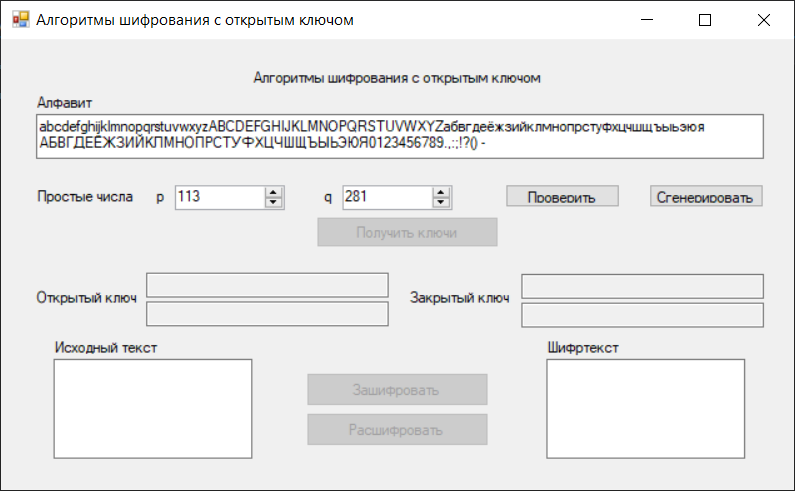 Алгоритмы шифрования с открытым ключом
Алгоритмы шифрования с открытым ключом
Алфавит
abcdefghijklmnopqrstuvwxyzABCDEFGHIJKLMNOPQRSTUVWXYZабвгдеёжзийклмнопрстуфхцчшщъыьэюя
АБВГДЕЁЖЗИЙКЛМНОПРСТУФХЦЧШЩЪЫЬЭЮЯ0123456789.,:;!?() -
Простые числа p 113 q 281 Проверить Сгенерировать
Получить ключи
Открытый ключ Закрытый ключ
Исходный текст Шифртекст
Зашифровать
Расшифровать